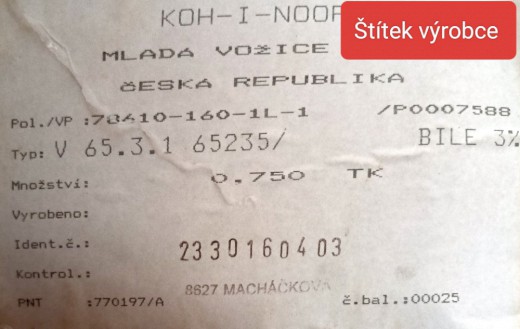 KOH-I-NOOR
Štítek výrobce
MLADÁ VOŽICE
ČESKÁ REPUBLIKA
Pol./VP :78410-160-1L-1 /P0007588
Typ: V 65.3.1 65235/ BILE 3%
Množství: 0.750 TK
Vyrobeno:
Ident.č.: 2330160403
Kontrol.: 8627 MACHÁČKOVÁ
PNT :770197/A č.bal.:00025